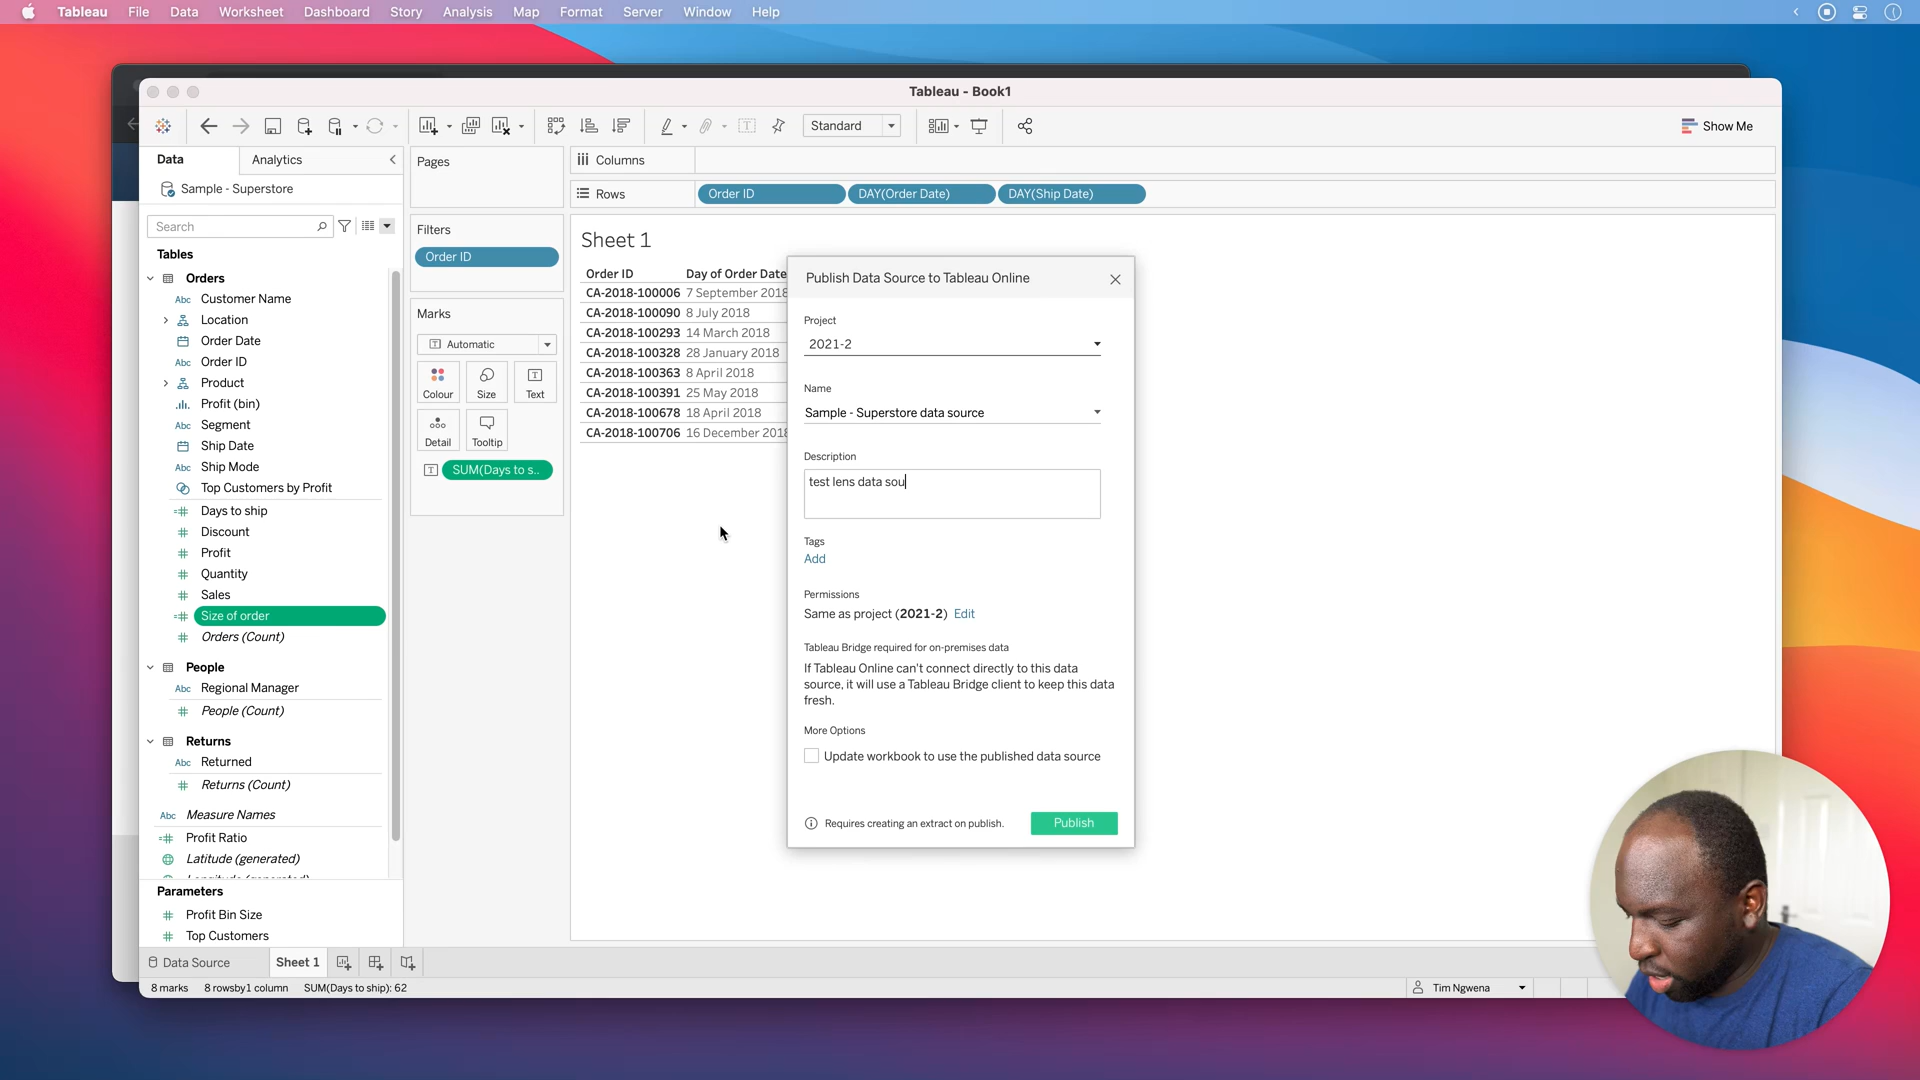 Tableau File Data Worksheet Dashboard Story Analysis Map Format Server Window Help
Tableau - Book1
Standard
Show Me
Data Analytics
Sample - Superstore
Search
Tables
Orders
Abc Customer Name
Location
Order Date
Abc Order ID
Product
Profit (bin)
Abc Segment
Ship Date
Abc Ship Mode
Top Customers by Profit
Days to ship
Discount
Profit
Quantity
Sales
Size of order
Orders (Count)
People
Abc Regional Manager
People (Count)
Returns
Abc Returned
Returns (Count)
Abc Measure Names
Profit Ratio
Latitude (generated)
Parameters
Profit Bin Size
Top Customers
Pages
Filters
Order ID
Marks
Automatic
Colour Size Text
Detail Tooltip
SUM(Days to s..
Columns
Rows Order ID DAY(Order Date) DAY(Ship Date)
Sheet 1
Order ID Day of Order Date
CA-2018-100006 7 September 2018
CA-2018-100090 8 July 2018
CA-2018-100293 14 March 2018
CA-2018-100328 28 January 2018
CA-2018-100363 8 April 2018
CA-2018-100391 25 May 2018
CA-2018-100678 18 April 2018
CA-2018-100706 16 December 2018
Publish Data Source to Tableau Online
Project
2021-2
Name
Sample - Superstore data source
Description
test lens data sou
Tags
Add
Permissions
Same as project (2021-2) Edit
Tableau Bridge required for on-premises data
If Tableau Online can't connect directly to this data
source, it will use a Tableau Bridge client to keep this data
fresh.
More Options
Update workbook to use the published data source
Requires creating an extract on publish. Publish
Data Source Sheet 1
8 marks 8 rowsby1 column SUM(Days to ship): 62
Tim Ngwena